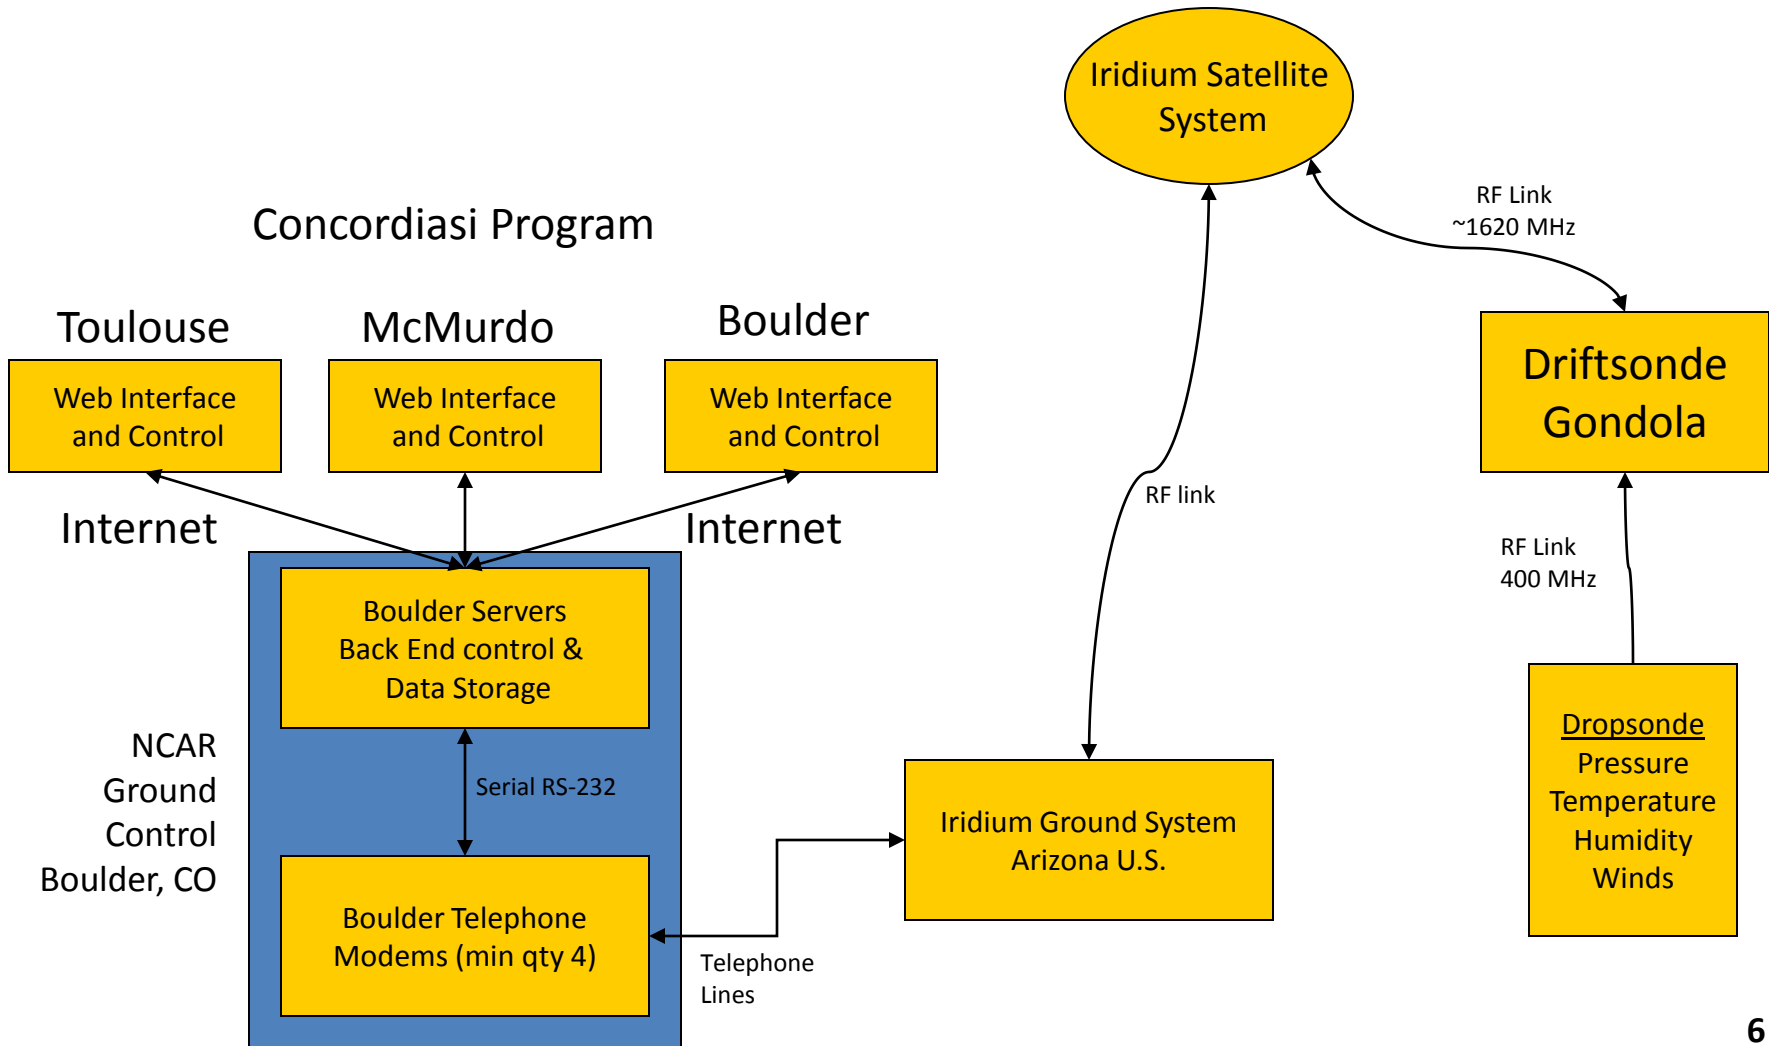 Iridium Satellite
System
RF Link
~1620 MHz
Concordiasi Program
Toulouse
McMurdo
Boulder
Web Interface
and Control
Web Interface
and Control
Web Interface
and Control
Driftsonde
Gondola
Internet
Internet
RF link
RF Link
400 MHz
Boulder Servers
Back End control &
Data Storage
NCAR
Ground
Control
Boulder, CO
Serial RS-232
Boulder Telephone
Modems (min qty 4)
Telephone
Lines
Iridium Ground System
Arizona U.S.
Dropsonde
Pressure
Temperature
Humidity
Winds
6